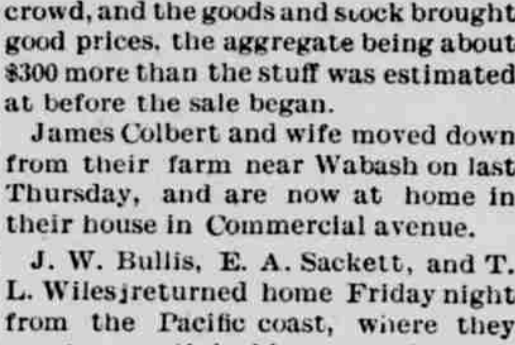 crowd, and the goods and stock brought
good prices, the aggregate being about
$300 more than the stuff was estimated
at before the sale began.
James Colbert and wife moved down
from their farm near Wabash on last
Thursday, and are now at home in
their house in Commercial avenue.
J. W. Bullis, E. A. Sackett, and T.
L. Wiles returned home Friday night
from the Pacific coast, where they